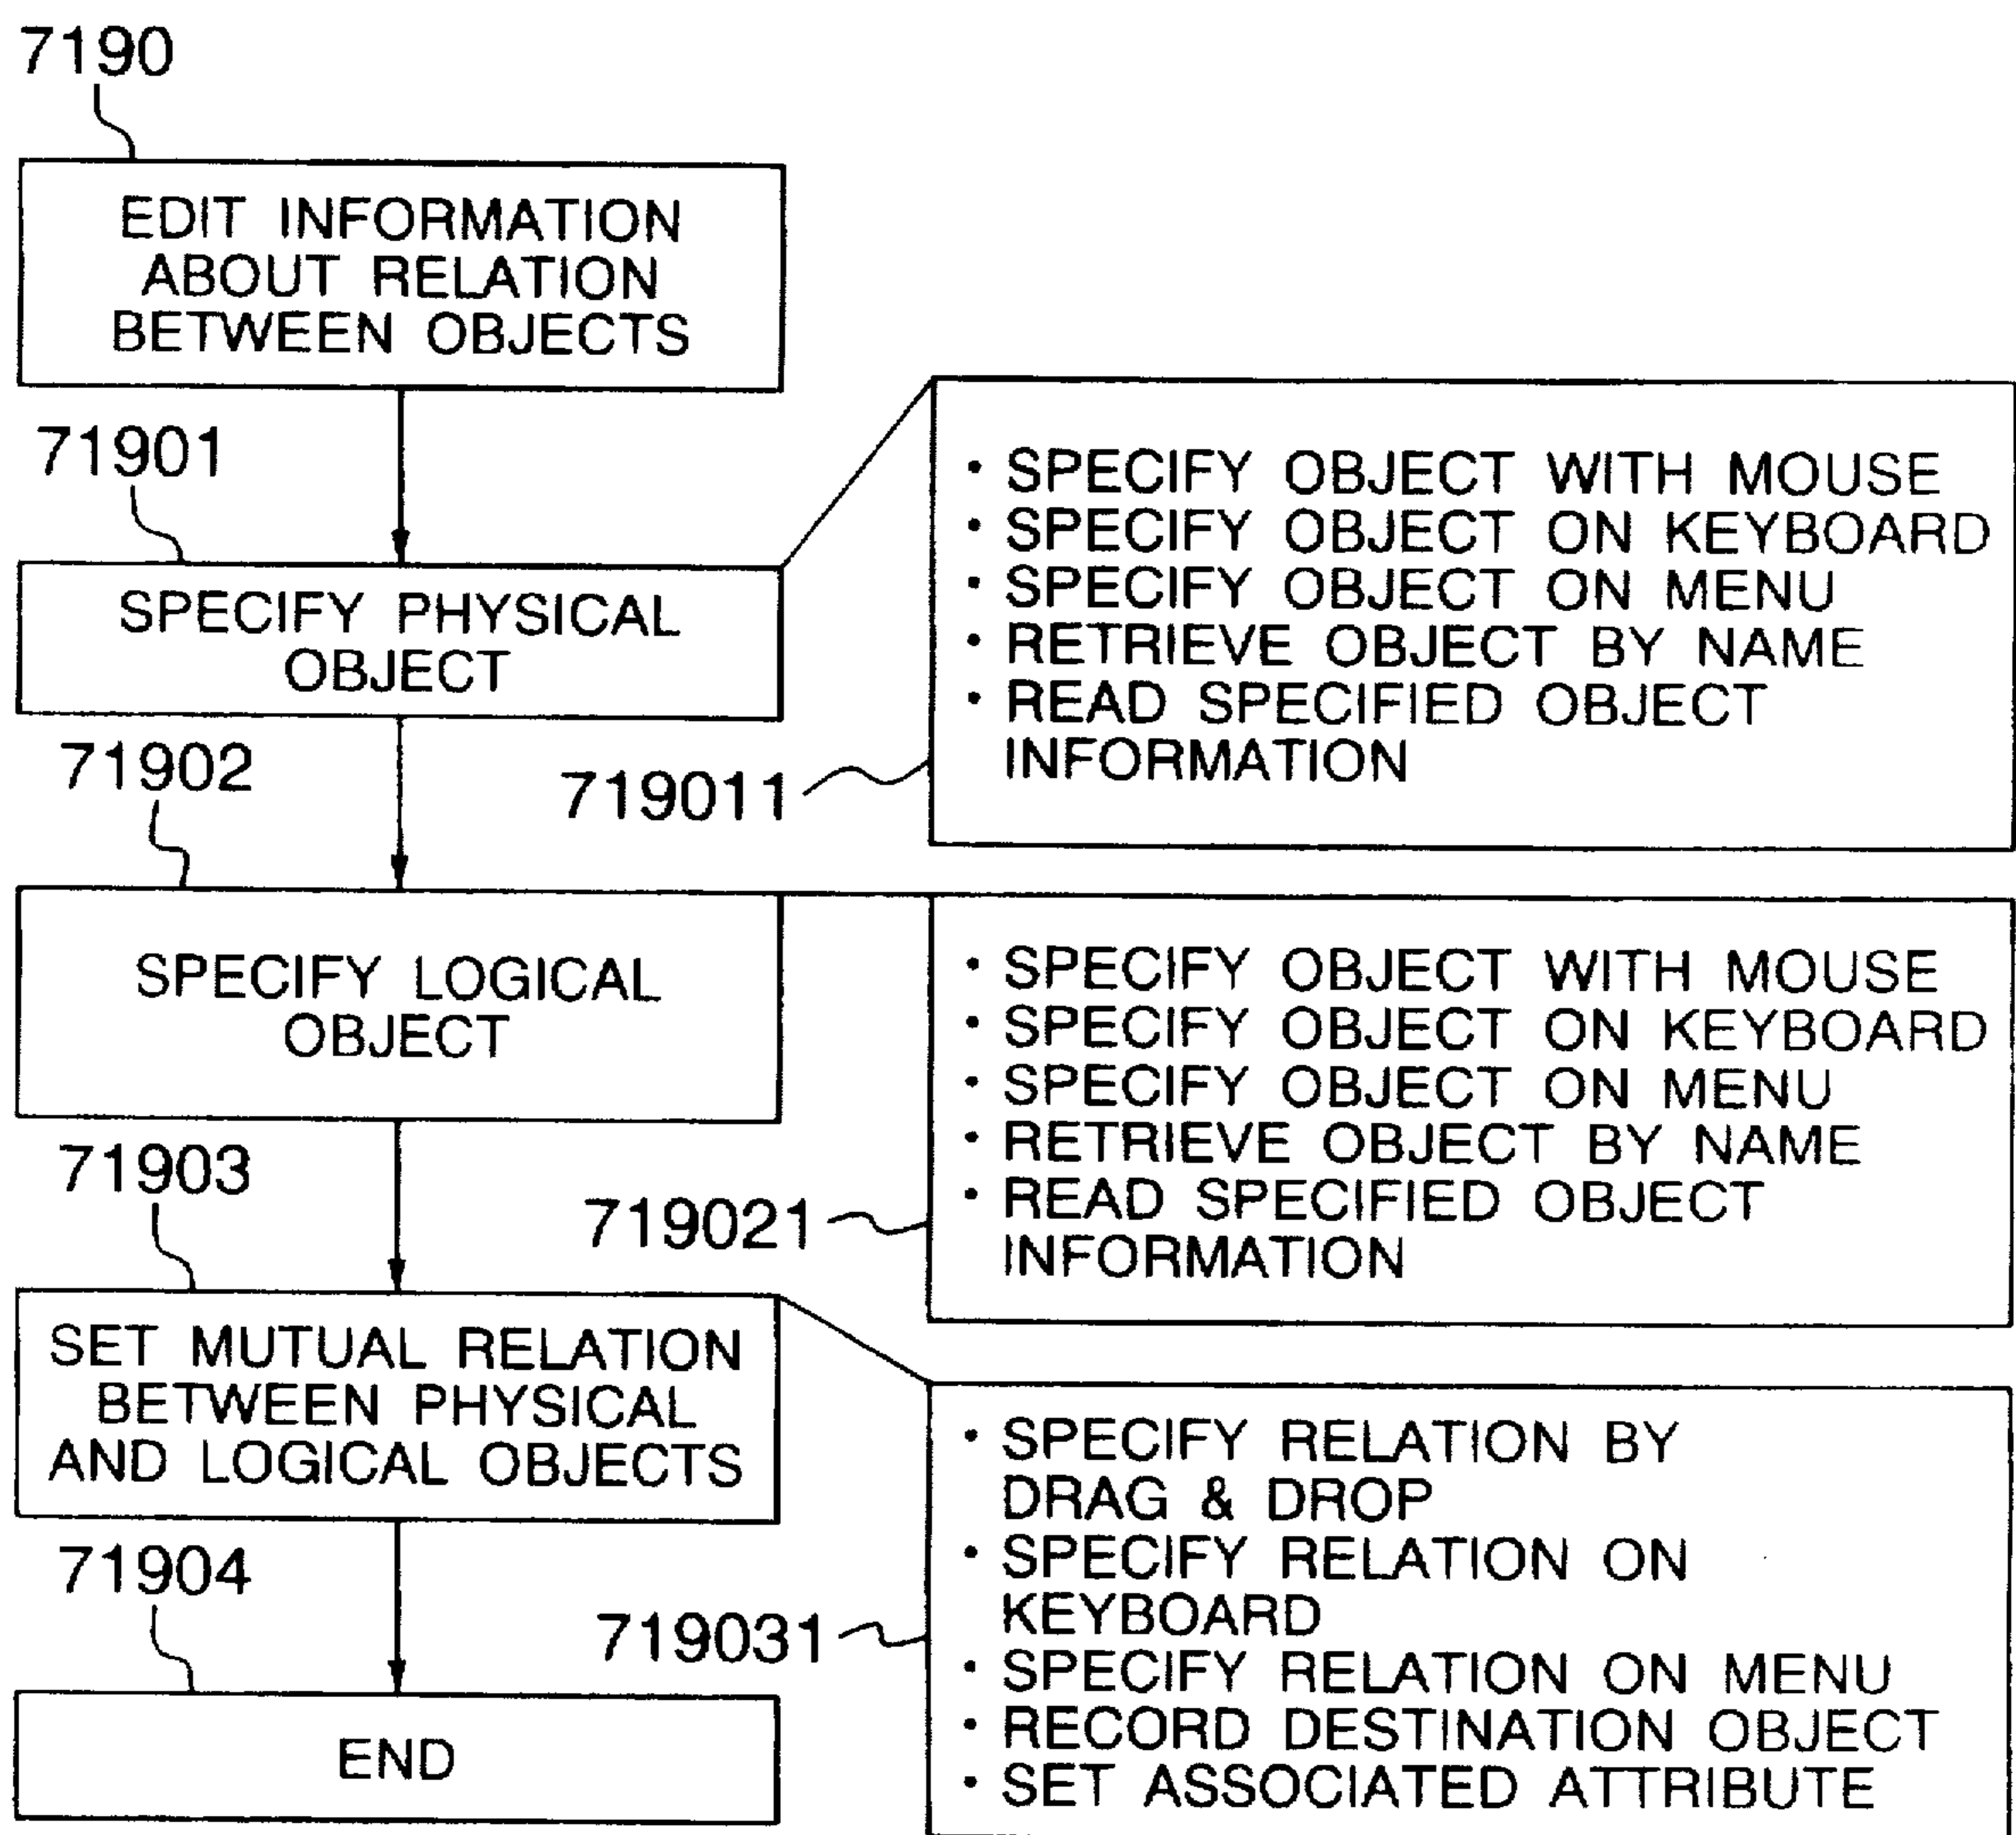 7190
EDIT INFORMATION
ABOUT RELATION
BETWEEN OBJECTS
71901
SPECIFY PHYSICAL
OBJECT
719011
• SPECIFY OBJECT WITH MOUSE
• SPECIFY OBJECT ON KEYBOARD
• SPECIFY OBJECT ON MENU
• RETRIEVE OBJECT BY NAME
• READ SPECIFIED OBJECT
INFORMATION
71902
SPECIFY LOGICAL
OBJECT
719021
• SPECIFY OBJECT WITH MOUSE
• SPECIFY OBJECT ON KEYBOARD
• SPECIFY OBJECT ON MENU
• RETRIEVE OBJECT BY NAME
• READ SPECIFIED OBJECT
INFORMATION
71903
SET MUTUAL RELATION
BETWEEN PHYSICAL
AND LOGICAL OBJECTS
719031
• SPECIFY RELATION BY
DRAG & DROP
• SPECIFY RELATION ON
KEYBOARD
• SPECIFY RELATION ON MENU
• RECORD DESTINATION OBJECT
• SET ASSOCIATED ATTRIBUTE
71904
END